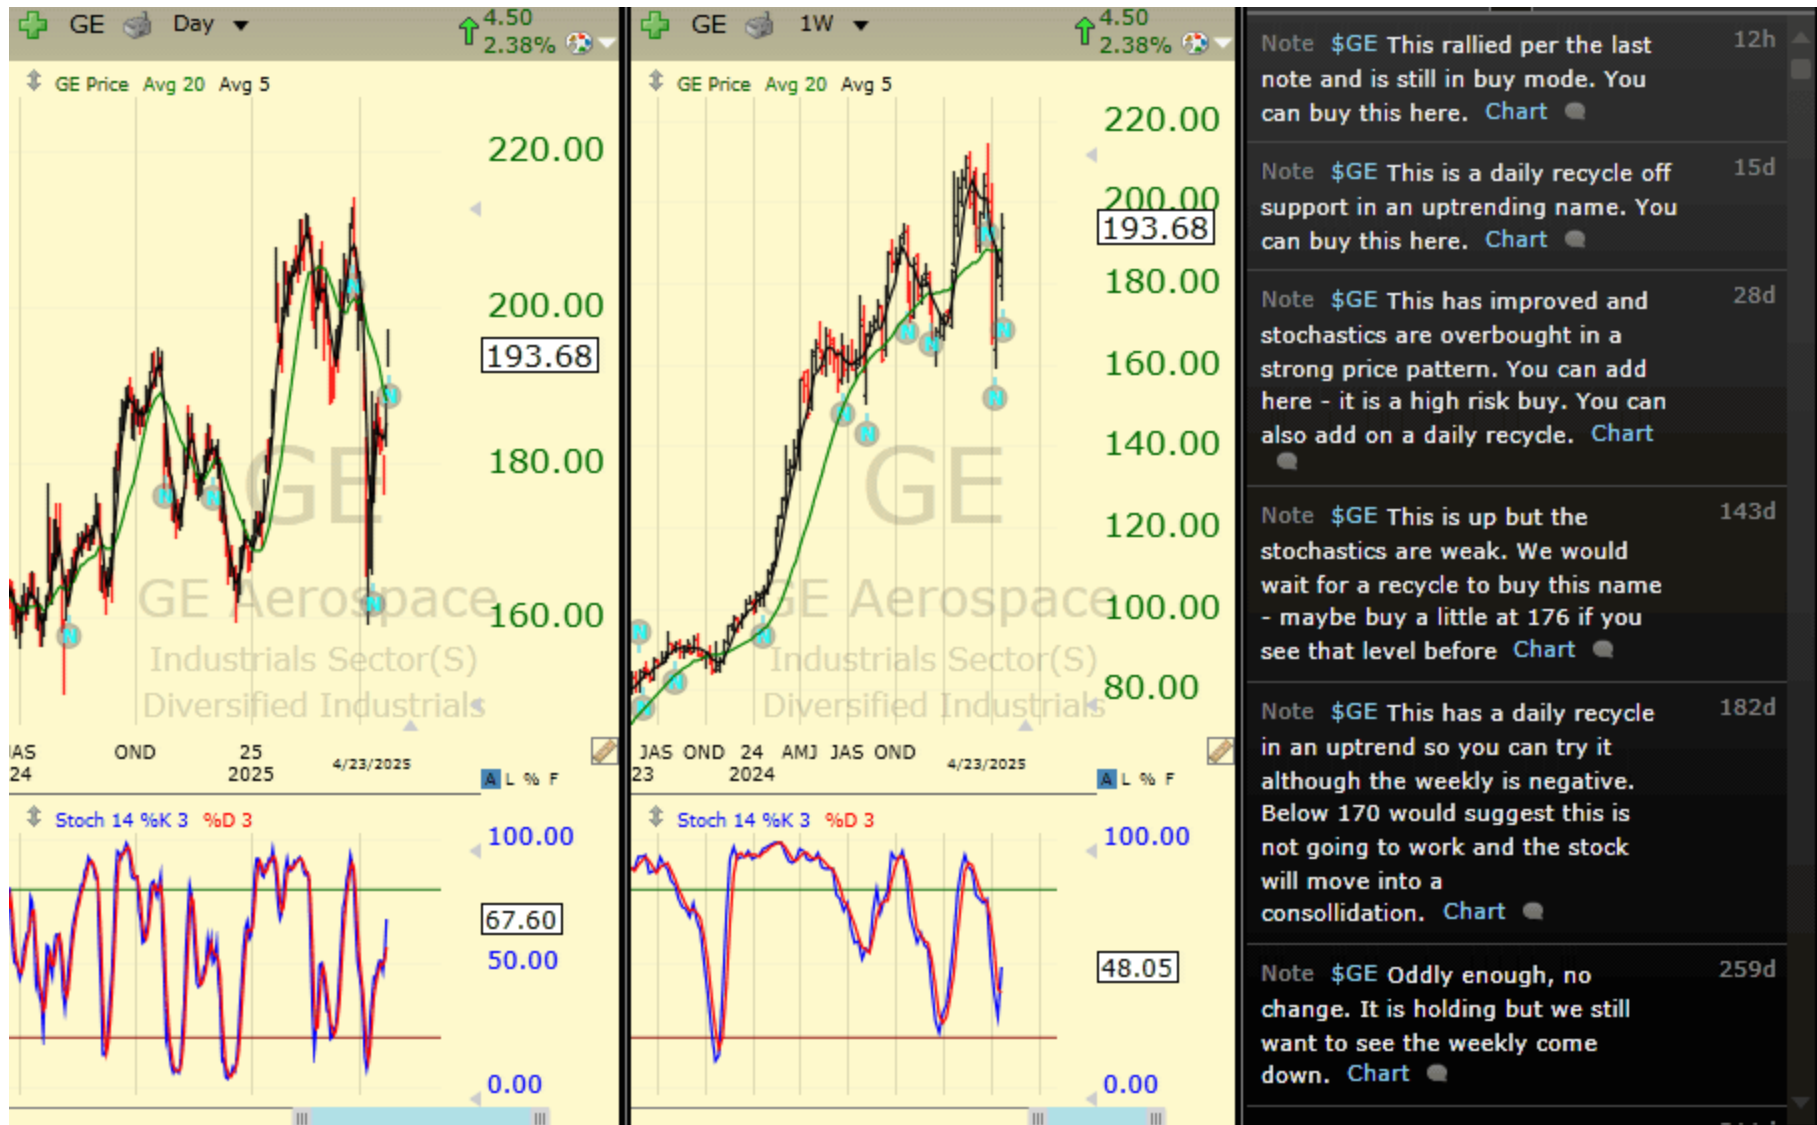 GE Day
4.50
2.38%
GE Price Avg 20 Avg 5
220.00
200.00
193.68
180.00
160.00
GE
GE Aerospace
Industrials Sector(S)
Diversified Industrials
N
N
N
N
N
N
JAS OND 25
24 2025 4/23/2025
A L % F
Stoch 14 %K 3 %D 3
100.00
67.60
50.00
0.00
GE 1W
4.50
2.38%
GE Price Avg 20 Avg 5
220.00
200.00
193.68
180.00
160.00
140.00
120.00
100.00
80.00
GE
GE Aerospace
Industrials Sector(S)
Diversified Industrials
N
N
N
N
N
N
N
N
N
N
N
JAS OND 24 AMJ JAS OND
23 2024 4/23/2025
A L % F
Stoch 14 %K 3 %D 3
100.00
48.05
0.00
Note $GE This rallied per the last 12h
note and is still in buy mode. You
can buy this here. Chart
Note $GE This is a daily recycle off 15d
support in an uptrending name. You
can buy this here. Chart
Note $GE This has improved and 28d
stochastics are overbought in a
strong price pattern. You can add
here - it is a high risk buy. You can
also add on a daily recycle. Chart
Note $GE This is up but the 143d
stochastics are weak. We would
wait for a recycle to buy this name
- maybe buy a little at 176 if you
see that level before Chart
Note $GE This has a daily recycle 182d
in an uptrend so you can try it
although the weekly is negative.
Below 170 would suggest this is
not going to work and the stock
will move into a
consollidation. Chart
Note $GE Oddly enough, no 259d
change. It is holding but we still
want to see the weekly come
down. Chart